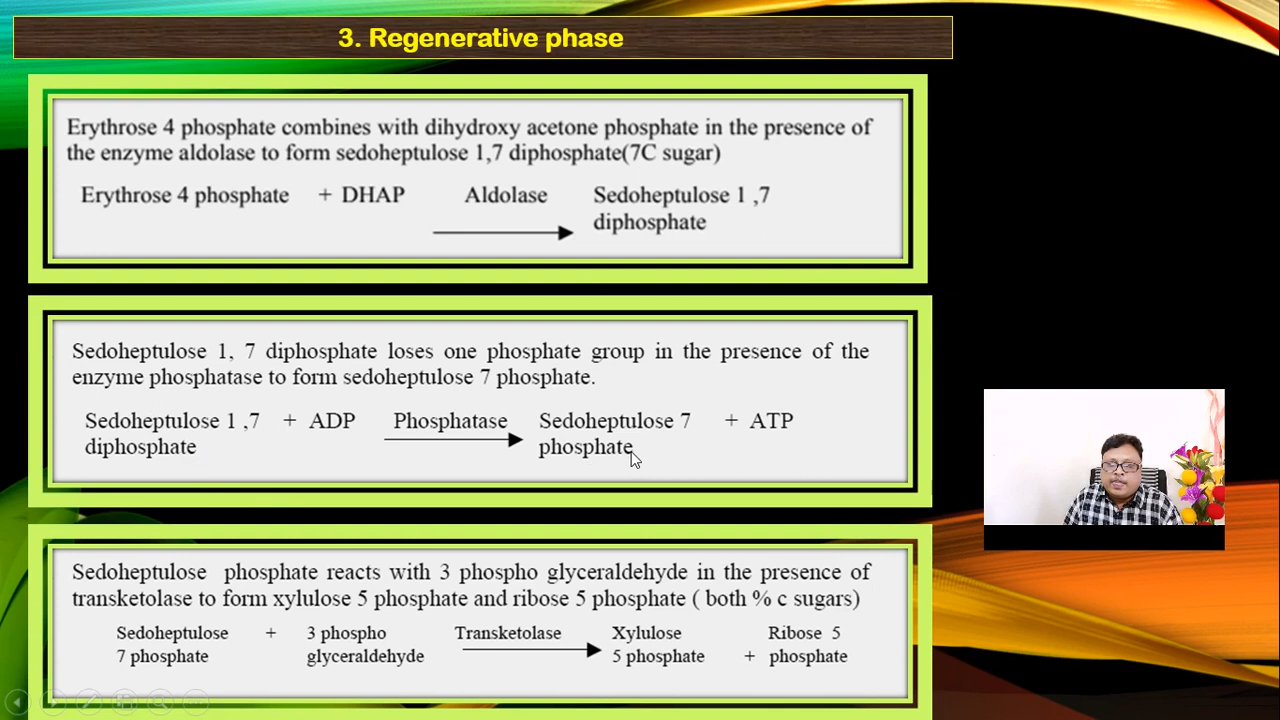 3. Regenerative phase
Erythrose 4 phosphate combines with dihydroxy acetone phosphate in the presence of
the enzyme aldolase to form sedoheptulose 1,7 diphosphate(7C sugar)
Erythrose 4 phosphate + DHAP Aldolase Sedoheptulose 1 ,7
diphosphate
Sedoheptulose 1, 7 diphosphate loses one phosphate group in the presence of the
enzyme phosphatase to form sedoheptulose 7 phosphate.
Sedoheptulose 1 ,7 + ADP Phosphatase Sedoheptulose 7 + ATP
diphosphate phosphate
Sedoheptulose phosphate reacts with 3 phospho glyceraldehyde in the presence of
transketolase to form xylulose 5 phosphate and ribose 5 phosphate ( both % c sugars)
Sedoheptulose + 3 phospho Transketolase Xylulose Ribose 5
7 phosphate glyceraldehyde 5 phosphate + phosphate